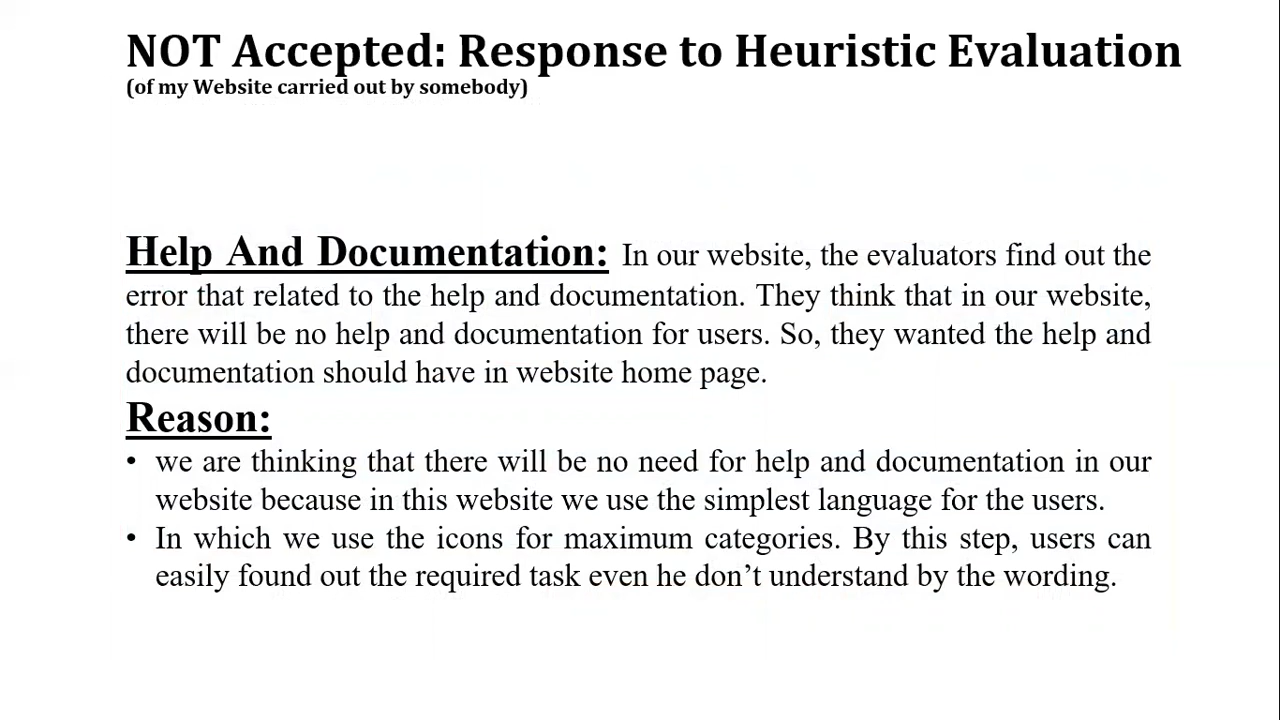 NOT Accepted: Response to Heuristic Evaluation
(of my Website carried out by somebody)
Help And Documentation: In our website, the evaluators find out the
error that related to the help and documentation. They think that in our website,
there will be no help and documentation for users. So, they wanted the help and
documentation should have in website home page.
Reason:
• we are thinking that there will be no need for help and documentation in our
website because in this website we use the simplest language for the users.
• In which we use the icons for maximum categories. By this step, users can
easily found out the required task even he don’t understand by the wording.